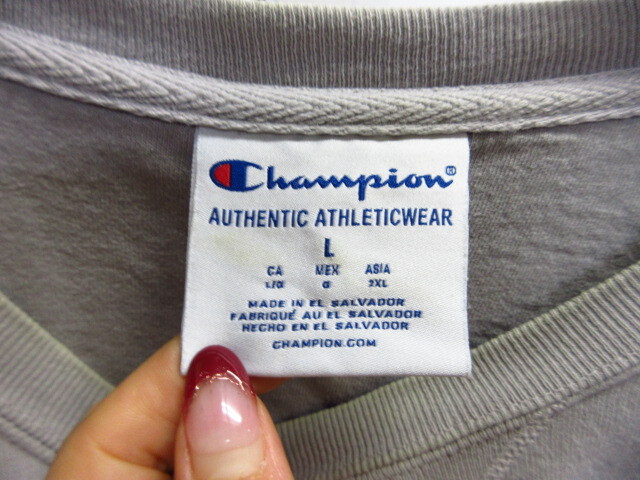 Champion®
AUTHENTIC ATHLETICWEAR
L
CA MEX ASIA
L/G G 2XL
MADE IN EL SALVADOR
FABRIQUÉ AU EL SALVADOR
HECHO EN EL SALVADOR
CHAMPION.COM